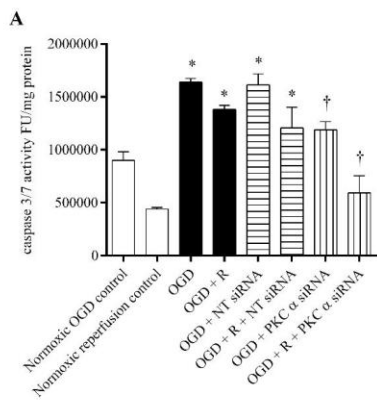 A
caspase 3/7 activity FU/mg protein
2000000
1500000
1000000
500000
0
*
*
*
*
†
†
Normoxic OGD control
Normoxic reperfusion control
OGD
OGD + R
OGD + NT siRNA
OGD + R + NT siRNA
OGD + PKC α siRNA
OGD + R + PKC α siRNA